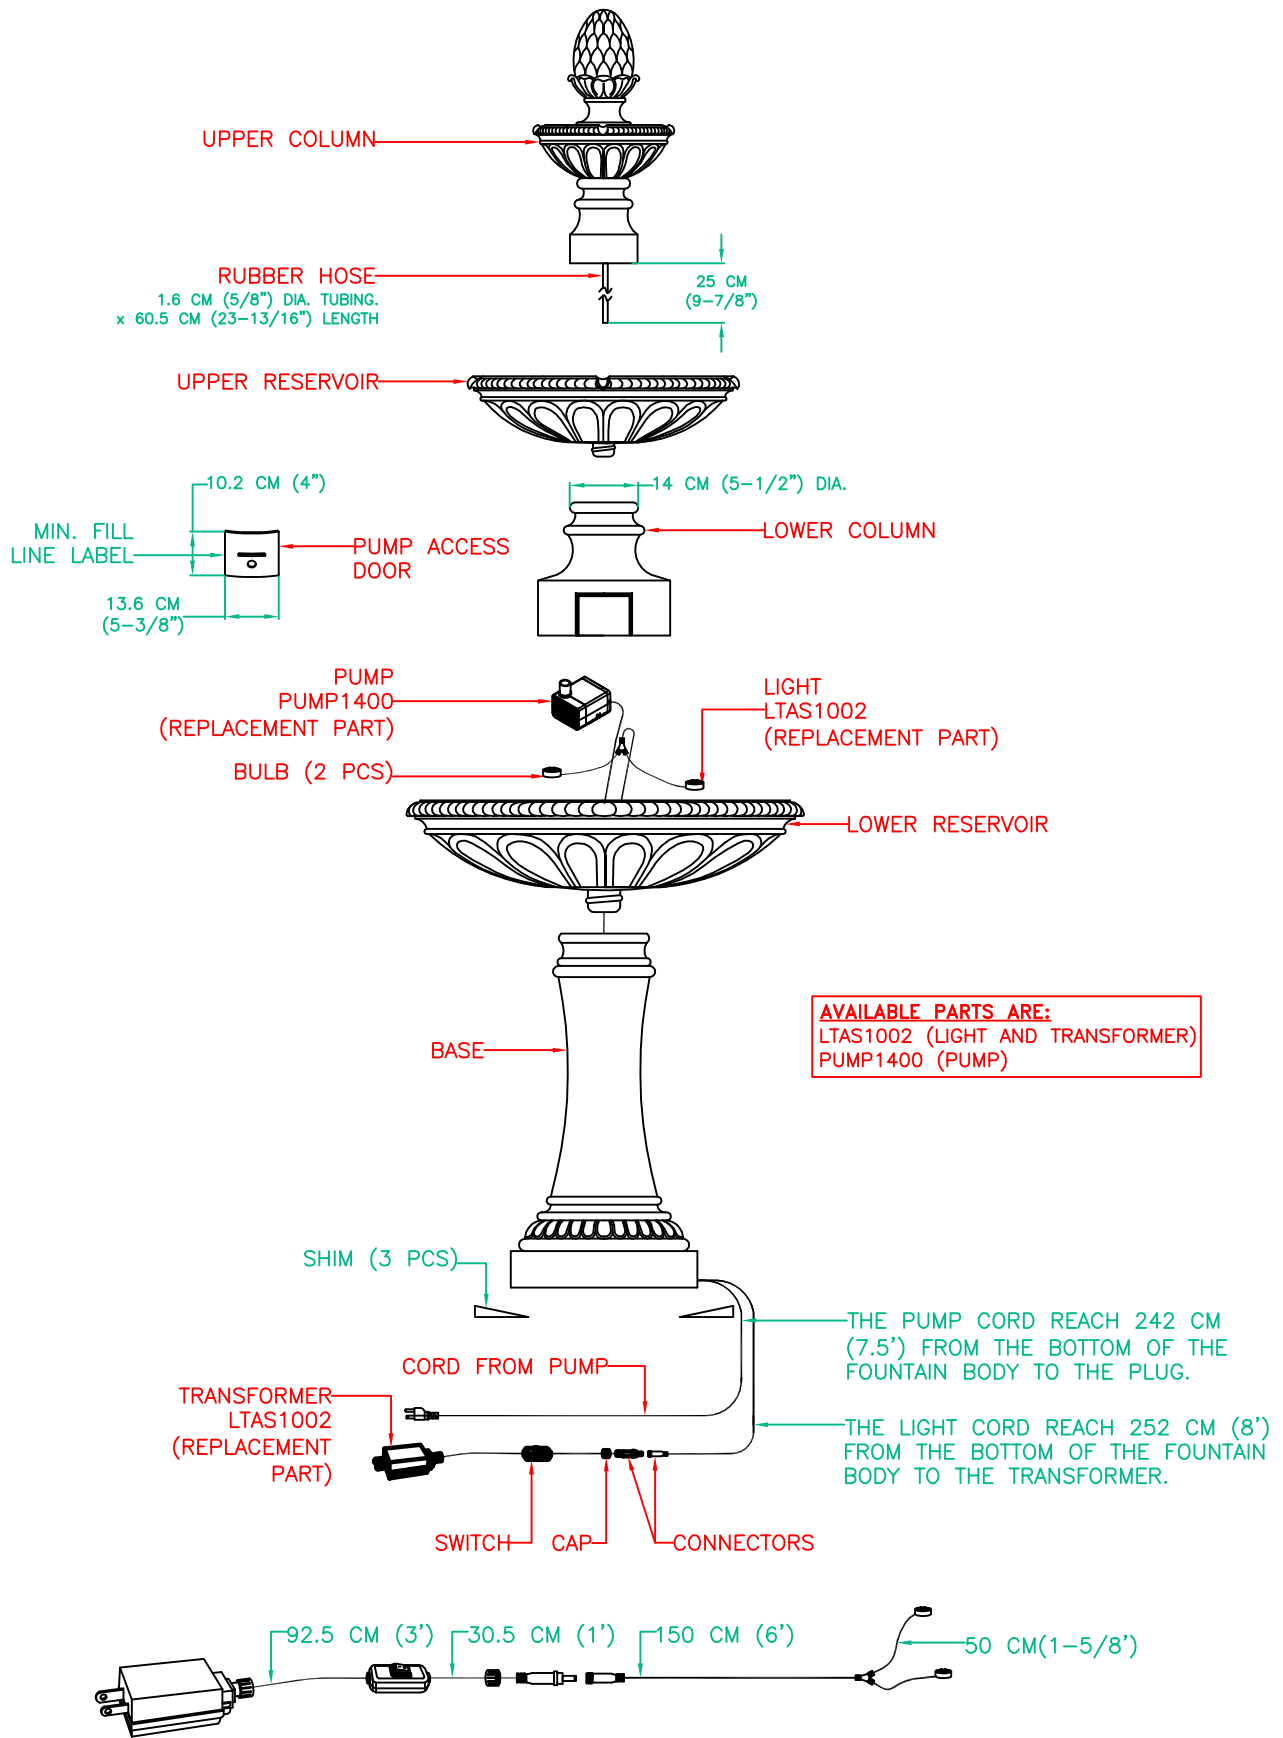 UPPER COLUMN
RUBBER HOSE
1.6 CM (5/8") DIA. TUBING.
x 60.5 CM (23-13/16") LENGTH
25 CM
(9-7/8")
UPPER RESERVOIR
10.2 CM (4")
14 CM (5-1/2") DIA.
MIN. FILL
LINE LABEL
PUMP ACCESS
DOOR
LOWER COLUMN
13.6 CM
(5-3/8")
PUMP
PUMP1400
(REPLACEMENT PART)
LIGHT
LTAS1002
(REPLACEMENT PART)
BULB (2 PCS)
LOWER RESERVOIR
AVAILABLE PARTS ARE:
LTAS1002 (LIGHT AND TRANSFORMER)
PUMP1400 (PUMP)
BASE
SHIM (3 PCS)
THE PUMP CORD REACH 242 CM
(7.5') FROM THE BOTTOM OF THE
FOUNTAIN BODY TO THE PLUG.
CORD FROM PUMP
TRANSFORMER
LTAS1002
(REPLACEMENT
PART)
THE LIGHT CORD REACH 252 CM (8')
FROM THE BOTTOM OF THE FOUNTAIN
BODY TO THE TRANSFORMER.
SWITCH
CAP
CONNECTORS
92.5 CM (3')
30.5 CM (1')
150 CM (6')
50 CM(1-5/8')